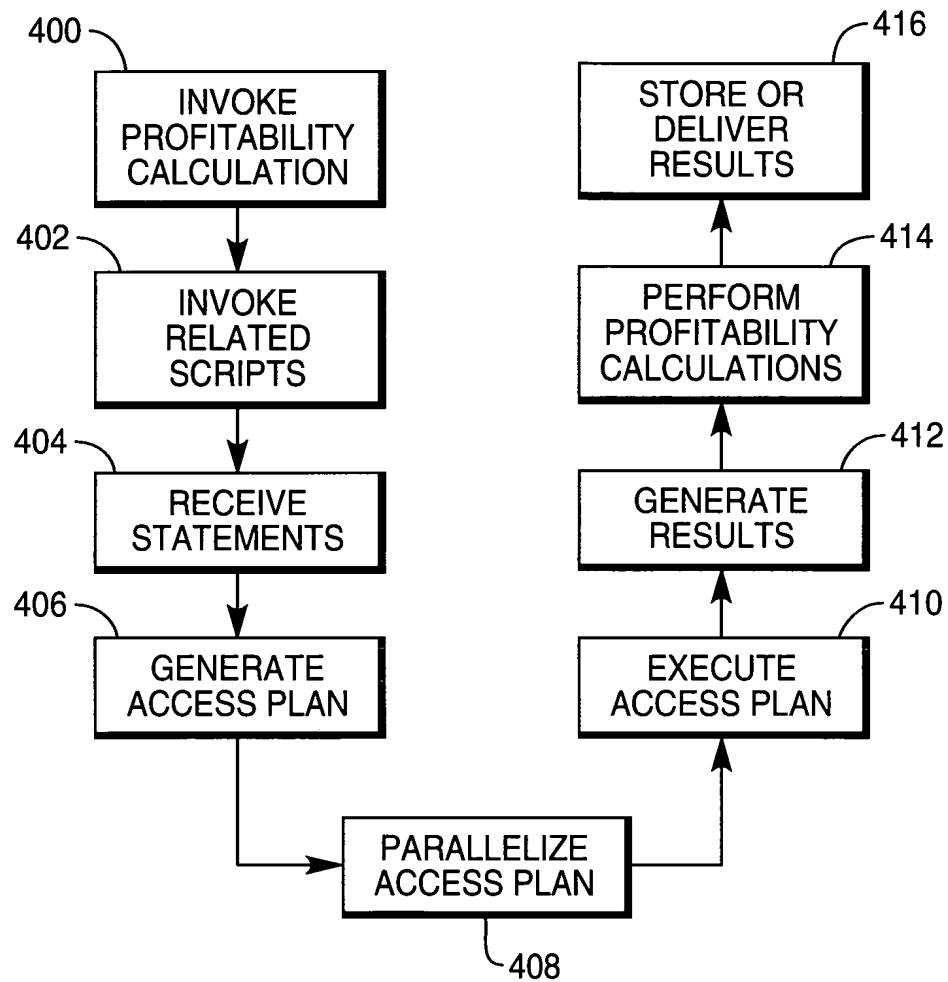 400
INVOKE
PROFITABILITY
CALCULATION
402
INVOKE
RELATED
SCRIPTS
404
RECEIVE
STATEMENTS
406
GENERATE
ACCESS PLAN
PARALLELIZE
ACCESS PLAN
408
410
EXECUTE
ACCESS PLAN
412
GENERATE
RESULTS
414
PERFORM
PROFITABILITY
CALCULATIONS
416
STORE OR
DELIVER
RESULTS